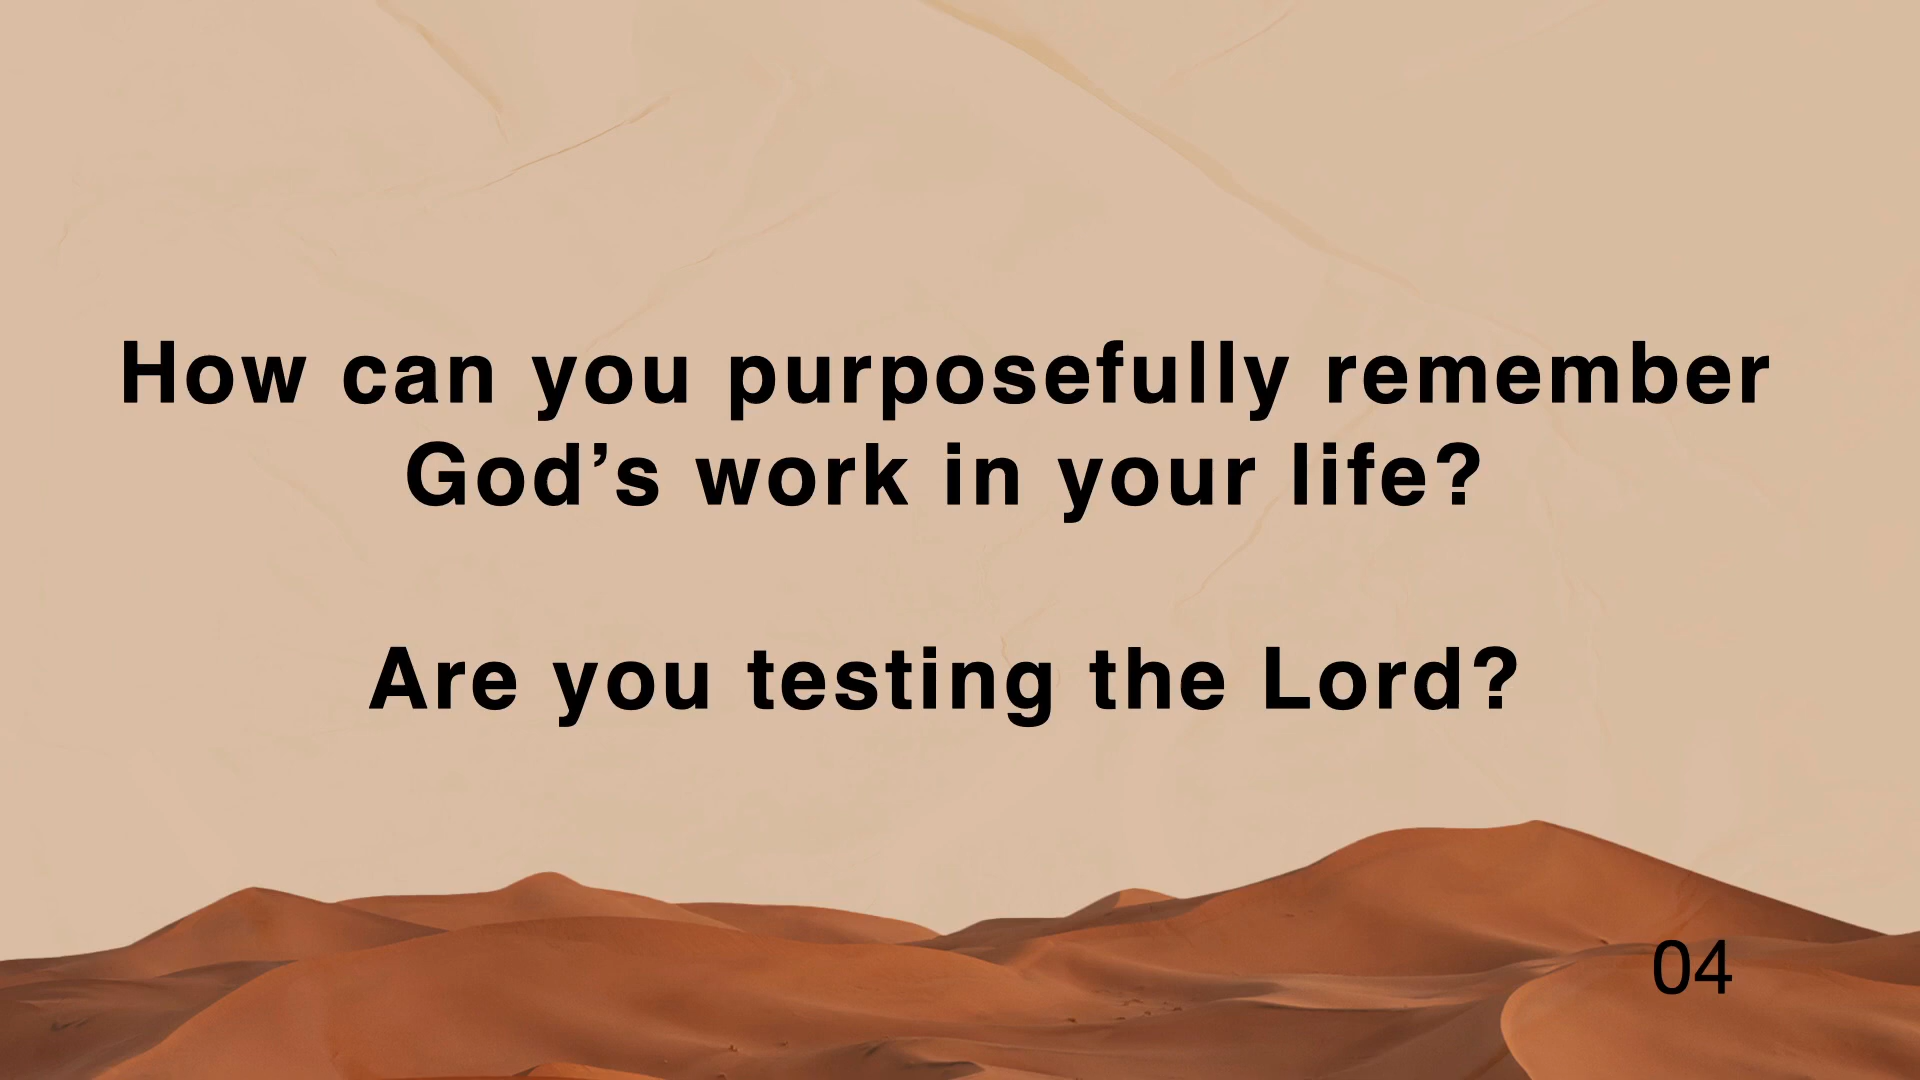 How can you purposefully remember
God’s work in your life?
Are you testing the Lord?
04